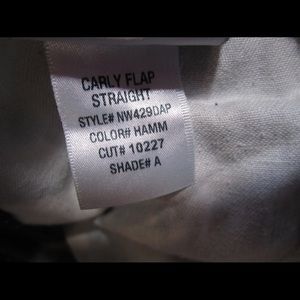 CARLY FLAP
STRAIGHT
STYLE# NW429DAP
COLOR# HAMM
CUT# 10227
SHADE# A